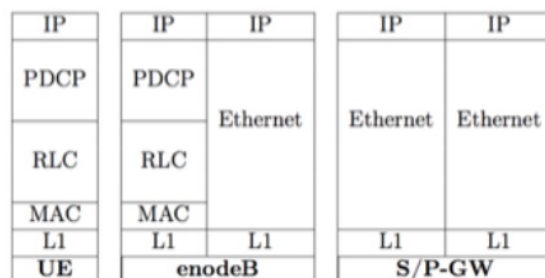 IP IP IP IP IP
PDCP PDCP
Ethernet Ethernet Ethernet
RLC RLC
MAC MAC
L1 L1 L1 L1 L1
UE enodeB S/P-GW